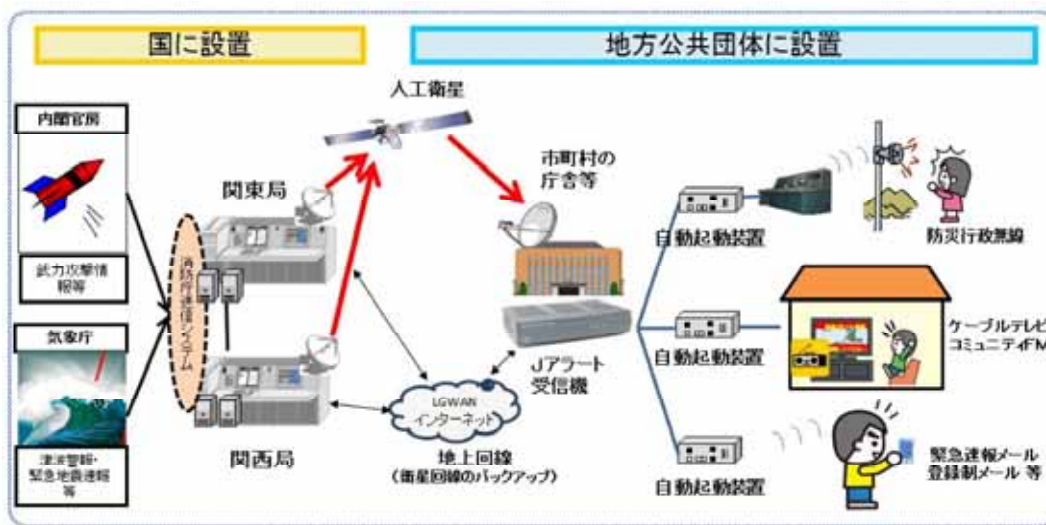 国に設置
地方公共団体に設置
内閣官房
武力攻撃情
報等
気象庁
津波警報・
緊急地震速報
等
消防庁送信システム
関東局
関西局
人工衛星
市町村の
庁舎等
Jアラート
受信機
LGWAN
インターネット
地上回線
(衛星回線のバックアップ)
自動起動装置
防災行政無線
自動起動装置
ケーブルテレビ
コミュニティFM
自動起動装置
緊急速報メール
登録制メール 等